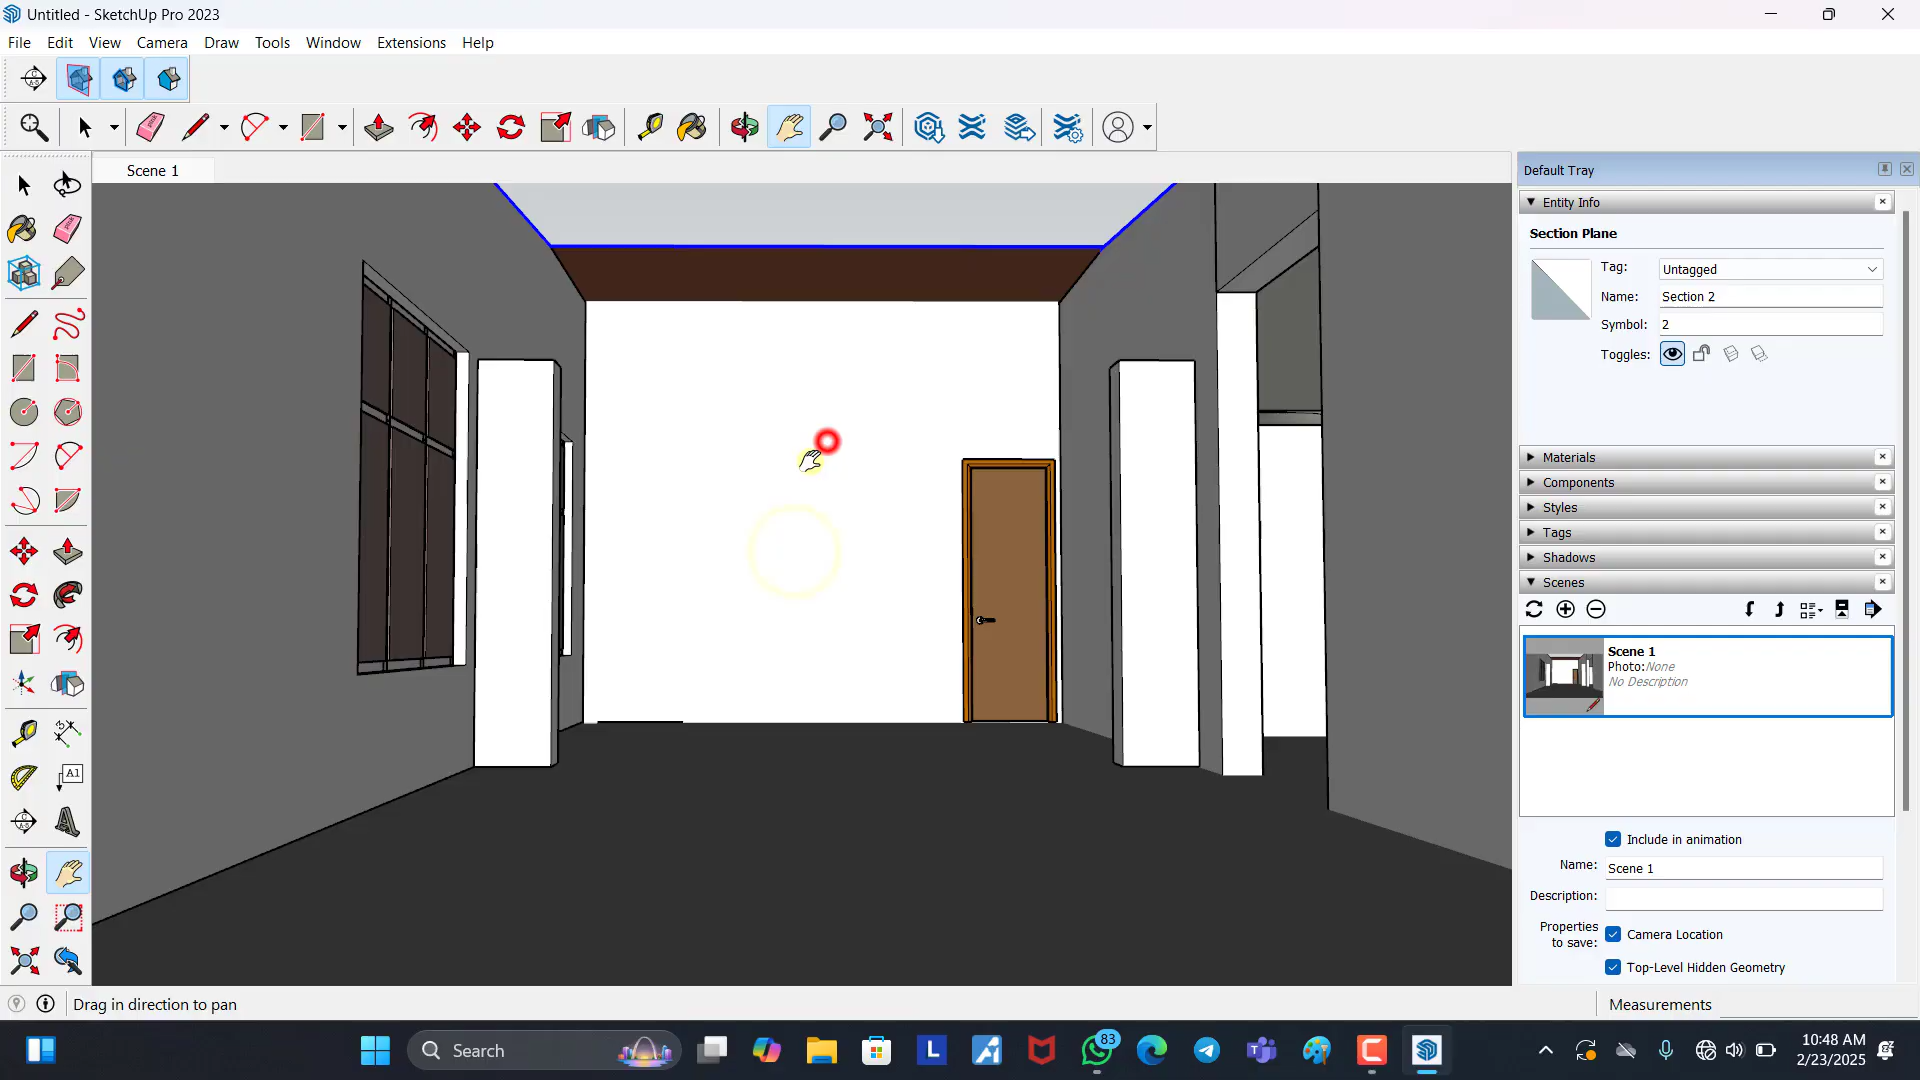 Untitled - SketchUp Pro 2023
File Edit View Camera Draw Tools Window Extensions Help
Scene 1
Default Tray
Entity Info
Section Plane
Tag: Untagged
Name: Section 2
Symbol: 2
Toggles:
Materials
Components
Styles
Tags
Shadows
Scenes
Scene 1
Photo:None
No Description
Include in animation
Name: Scene 1
Description:
Properties to save:
Camera Location
Top-Level Hidden Geometry
A1
Drag in direction to pan
Measurements
Search
83
10:48 AM
2/23/2025